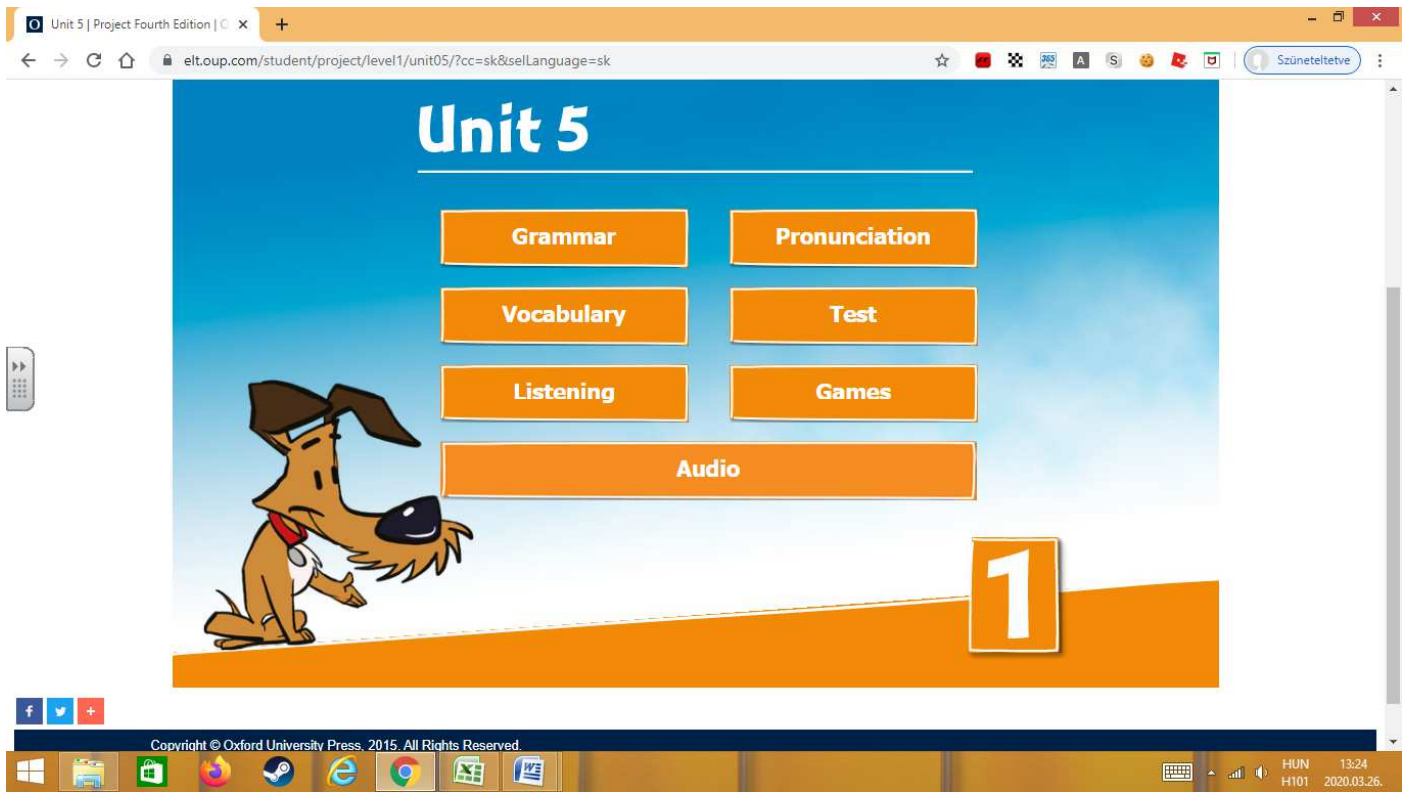 Unit 5 | Project Fourth Edition | O
elt.oup.com/student/project/level1/unit05/?cc=sk&selLanguage=sk
Szüneteltetve
Unit 5
Grammar
Pronunciation
Vocabulary
Test
Listening
Games
Audio
1
Copyright © Oxford University Press, 2015. All Rights Reserved.
HUN 13:24
H101 2020.03.26.